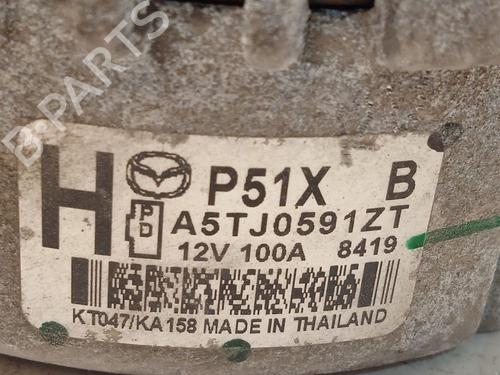 B-PARTS
H P51X B
P D
A5TJ0591ZT
12V 100A 8419
KT047/KA158 MADE IN THAILAND